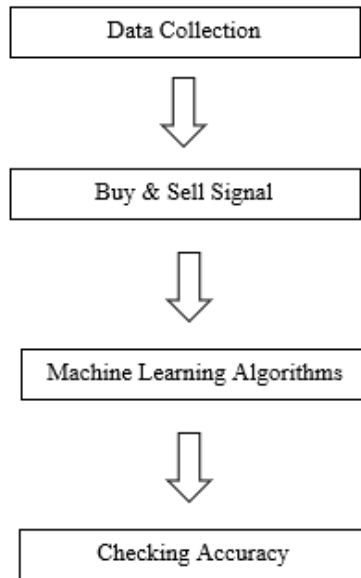 Data Collection
Buy & Sell Signal
Machine Learning Algorithms
Checking Accuracy